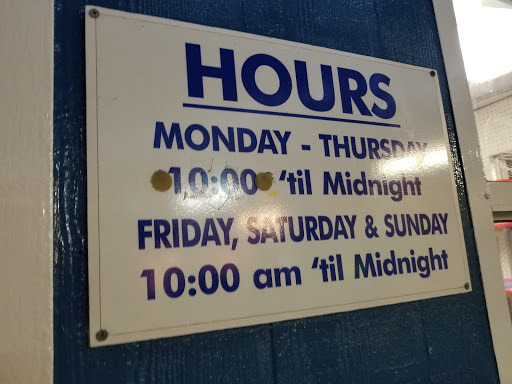 HOURS
MONDAY - THURSDAY
10:00 'til Midnight
FRIDAY, SATURDAY & SUNDAY
10:00 am 'til Midnight